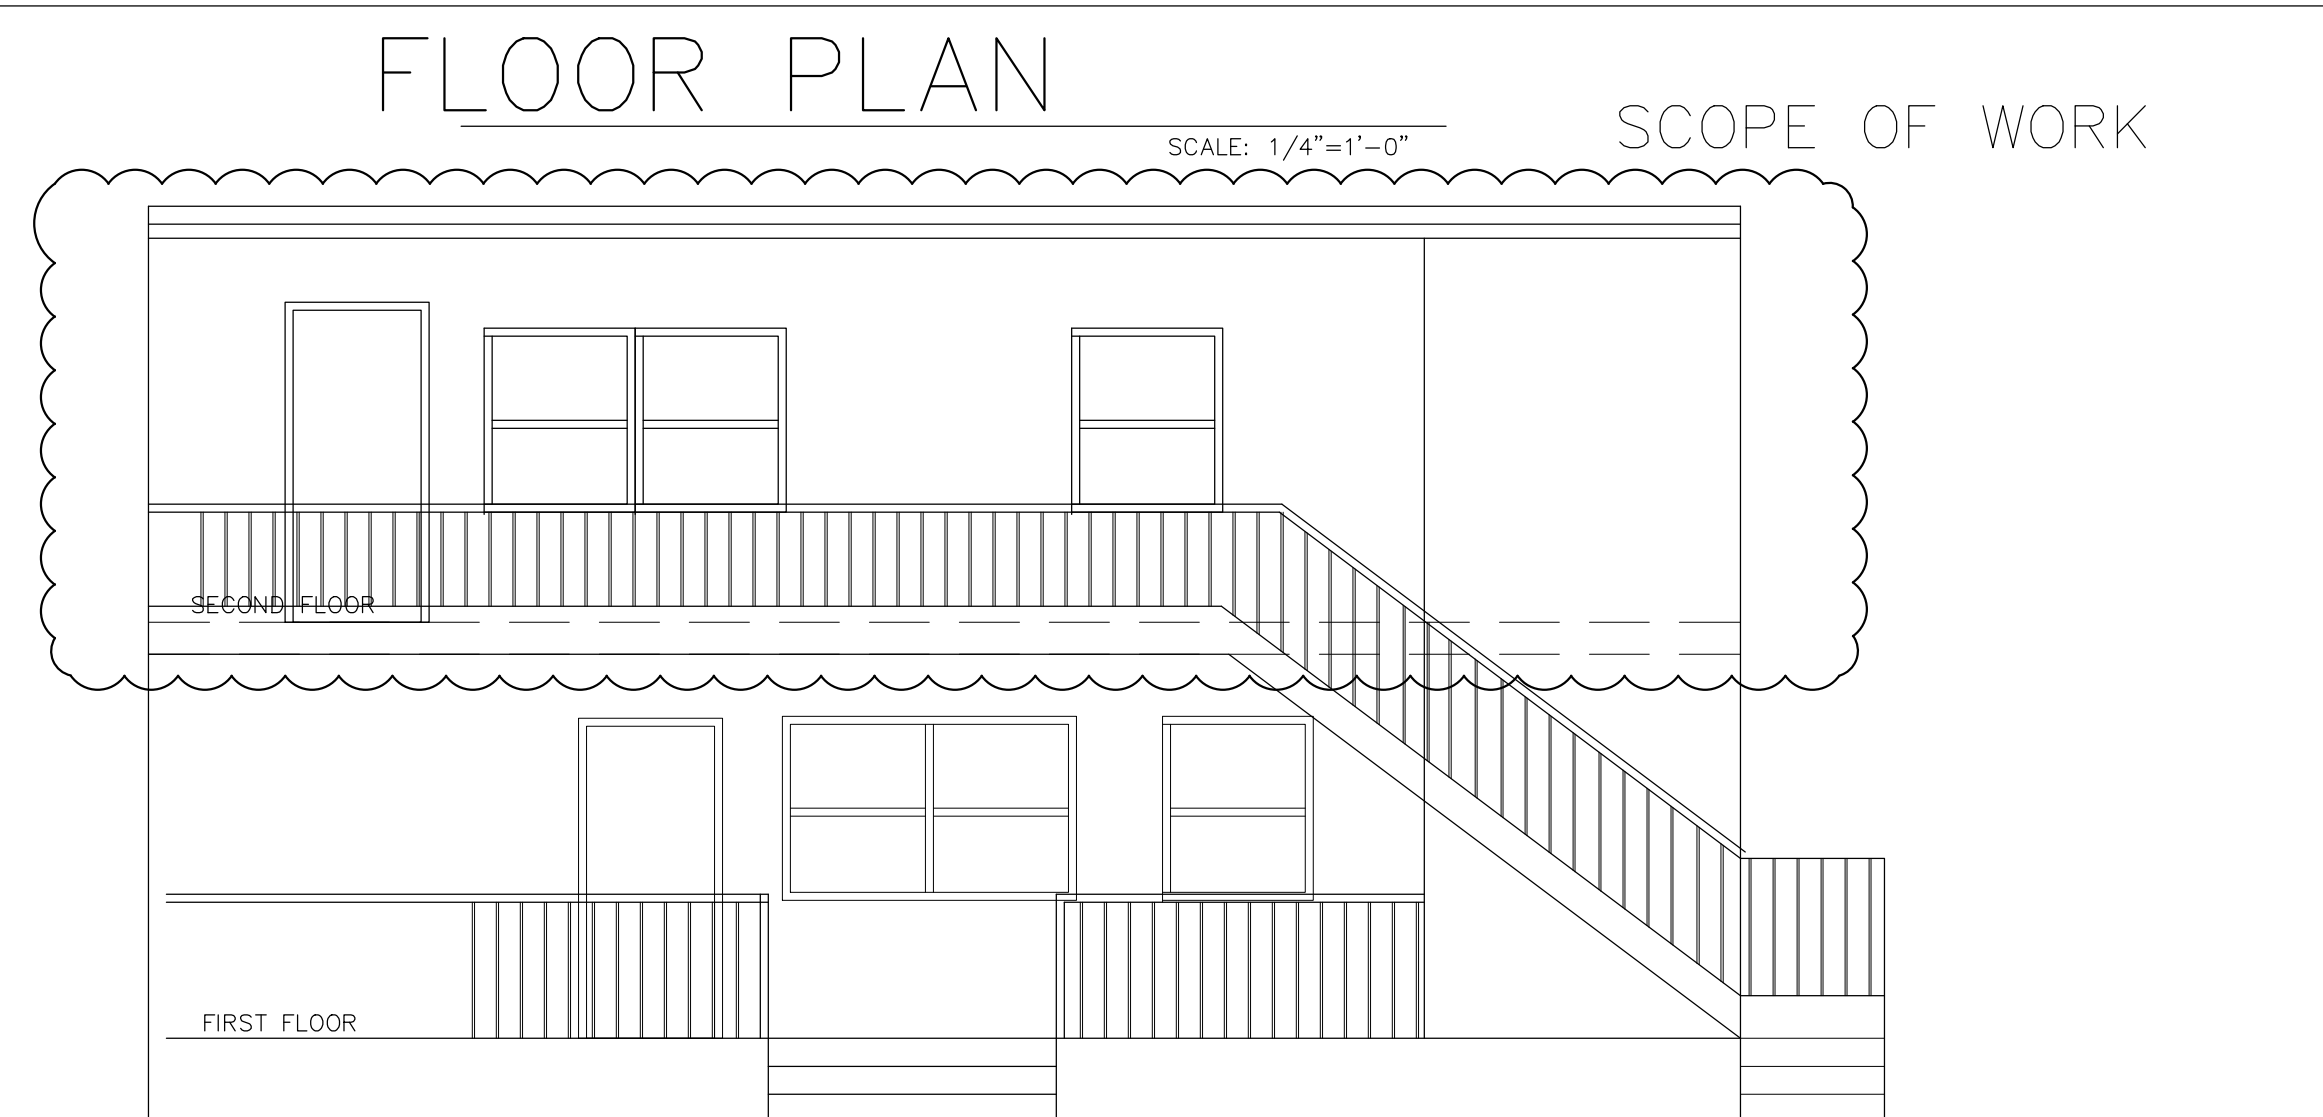 FLOOR PLAN
SCALE: 1/4"=1'-0"
SCOPE OF WORK
SECOND FLOOR
FIRST FLOOR